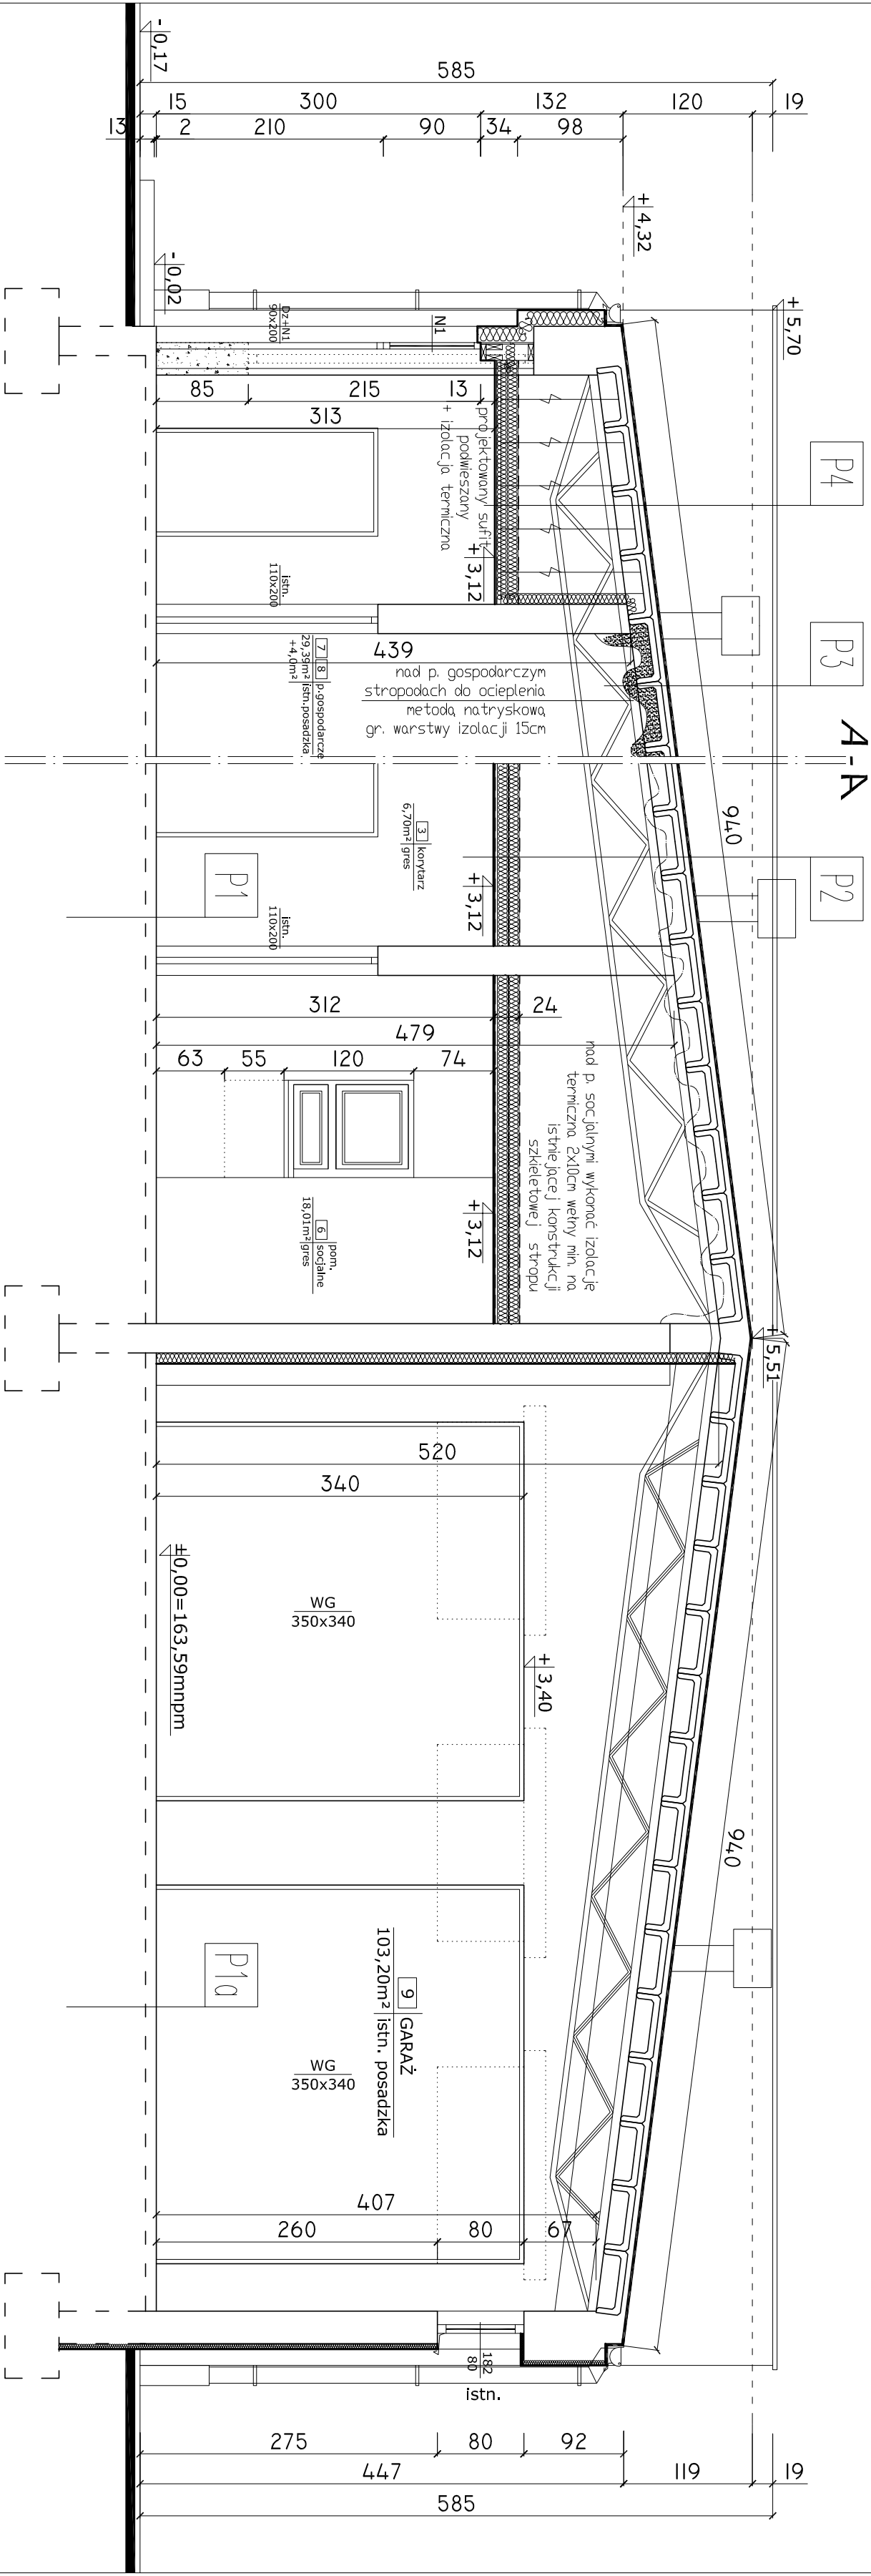 A-A
585
15
300
132
120
19
13
2
210
90
34
98
-0,17
-0,02
+4,32
+5,70
P4
P3
P2
P1
P1a
940
940
+5,51
N1
Dz+N1
90x200
85
215
13
313
projektowany sufit
podwieszany
+ izolacja termiczna
+3,12
istn.
110x200
439
7 8 p.gospodarcze
29,39m² istn.posadzka
+4,0m²
nad p. gospodarczym
stropodach do ocieplenia
metodą natryskową
gr. warstwy izolacji 15cm
3 korytarz
6,70m² gres
+3,12
istn.
110x200
312
24
479
63
55
120
74
nad p. socjalnymi wykonać izolację
termiczna 2x10cm wełny min. na
istniejącej konstrukcji
szkieletowej stropu
pom.
6 socjalne
18,01m² gres
+3,12
520
340
±0,00=163,59mnpm
WG
350x340
+3,40
9 GARAŻ
103,20m² istn. posadzka
WG
350x340
407
260
80
67
182
80
istn.
275
80
92
447
119
19
585